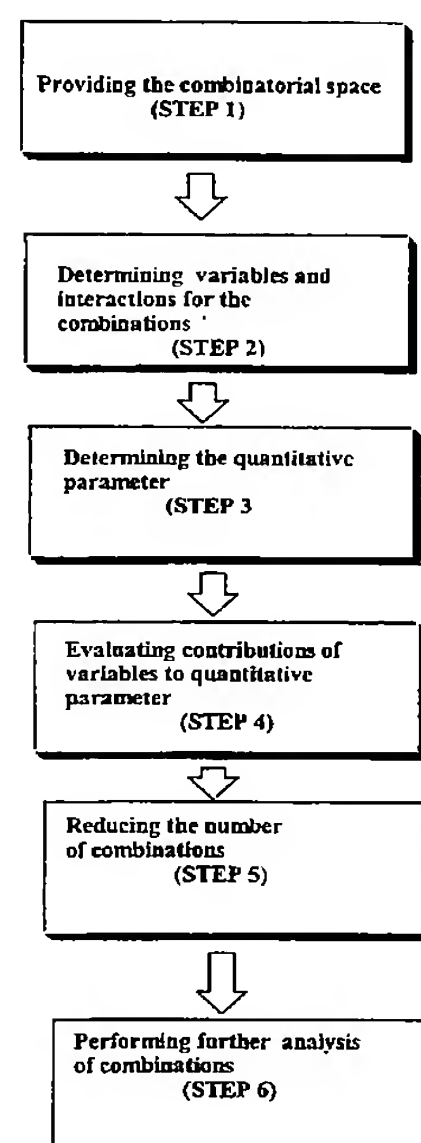 Providing the combinatorial space
(STEP 1)
Determining variables and
interactions for the
combinations
(STEP 2)
Determining the quantitative
parameter
(STEP 3
Evaluating contributions of
variables to quantitative
parameter
(STEP 4)
Reducing the number
of combinations
(STEP 5)
Performing further analysis
of combinations
(STEP 6)